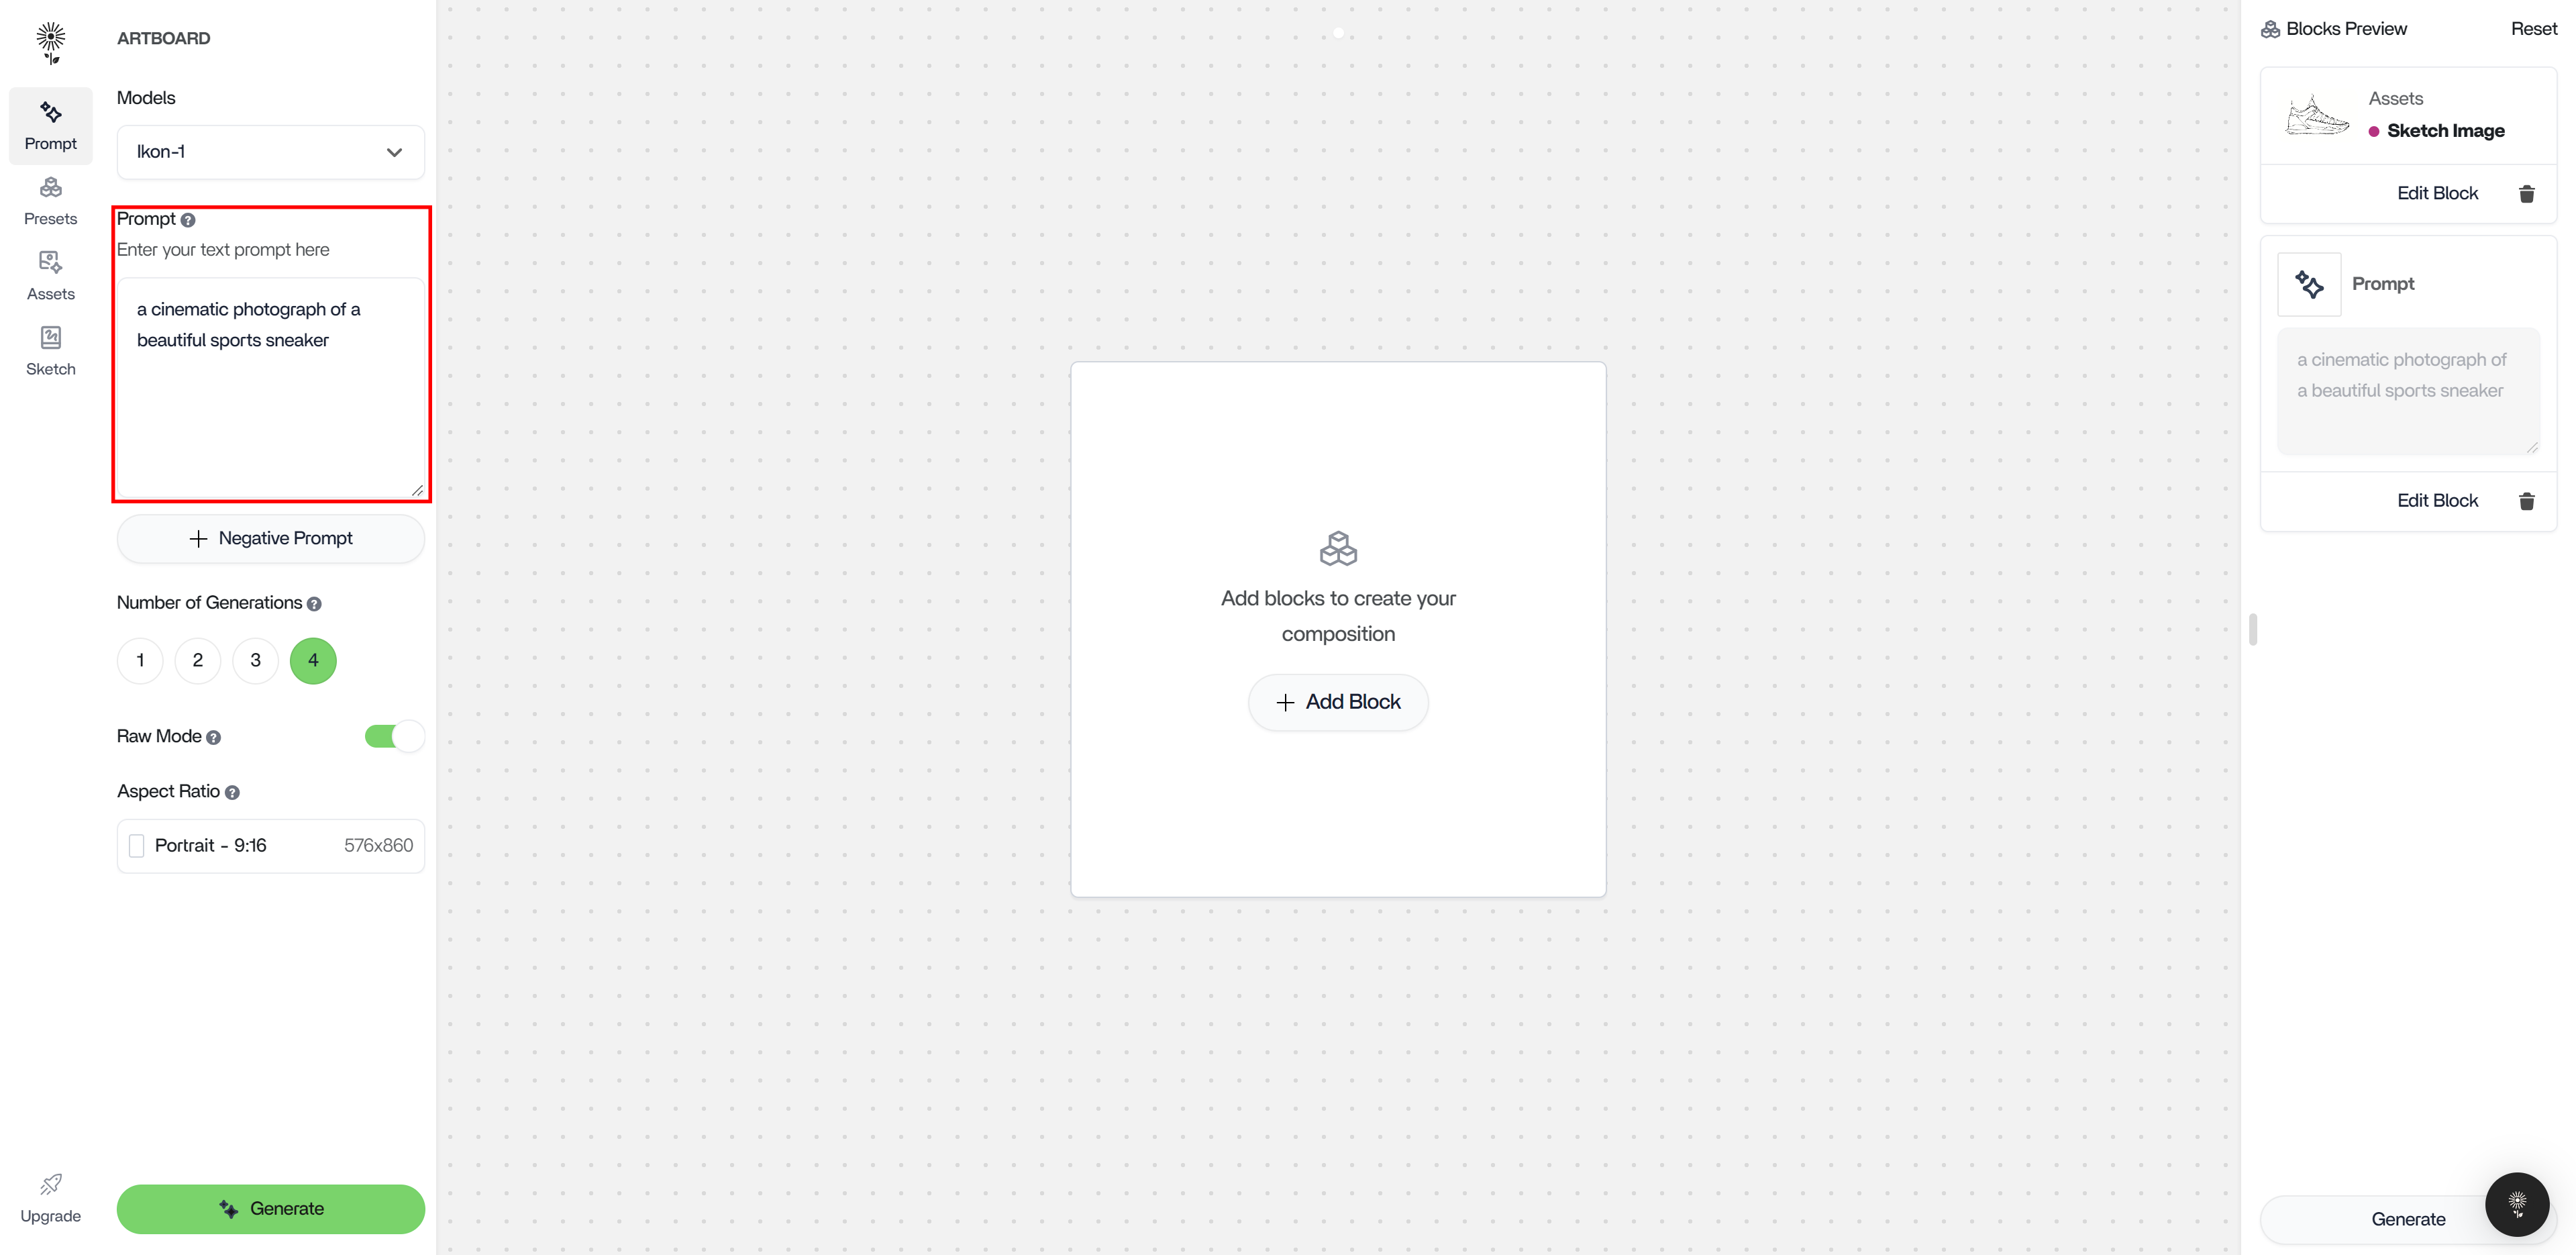 ARTBOARD
Prompt
Presets
Assets
Sketch
Upgrade
Models
Ikon-1
Prompt ?
Enter your text prompt here
a cinematic photograph of a
beautiful sports sneaker
+ Negative Prompt
Number of Generations ?
1 2 3 4
Raw Mode ?
Aspect Ratio ?
Portrait - 9:16 576x860
Generate
Add blocks to create your
composition
+ Add Block
Blocks Preview Reset
Assets
Sketch Image
Edit Block
Prompt
a cinematic photograph of
a beautiful sports sneaker
Edit Block
Generate